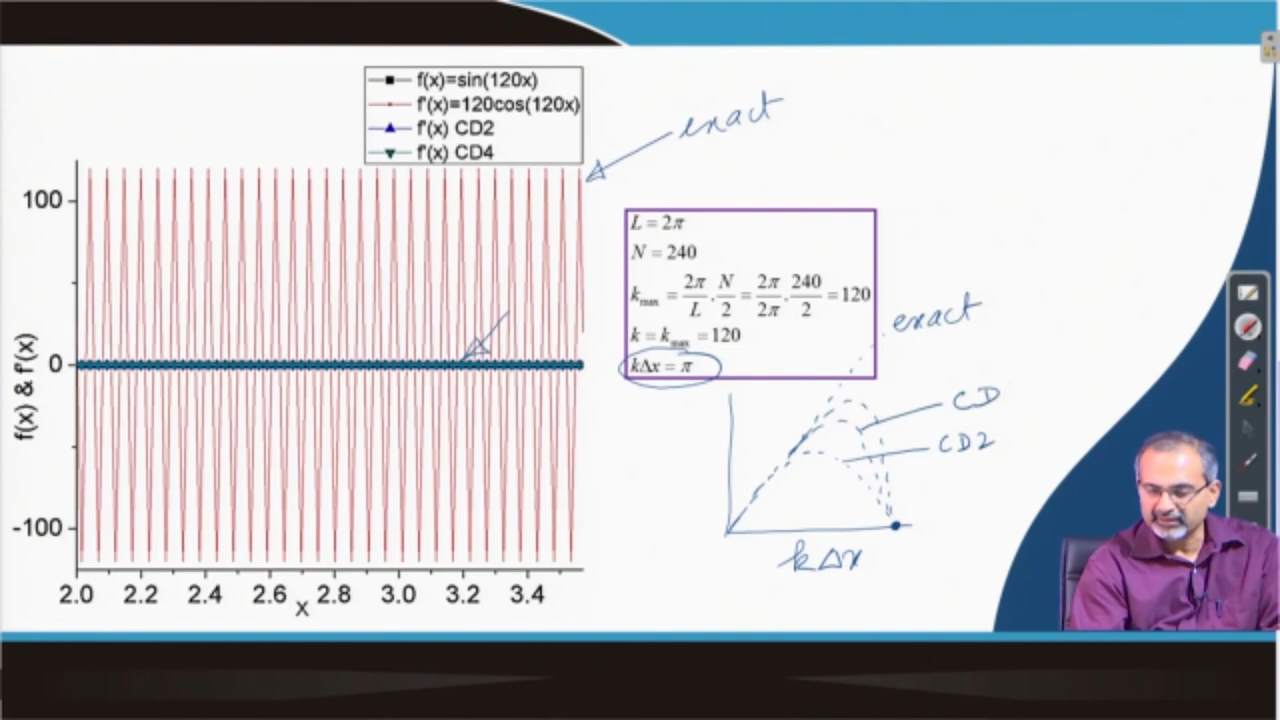 f(x)=sin(120x)
f'(x)=120cos(120x)
f'(x) CD2
f'(x) CD4
exact
100
0
-100
f(x) & f'(x)
2.0 2.2 2.4 2.6 2.8 3.0 3.2 3.4
x
L = 2π
N = 240
k_max = 2π/L . N/2 = 2π/2π . 240/2 = 120
k = k_max = 120
kΔx = π
exact
CD
CD2
kΔx